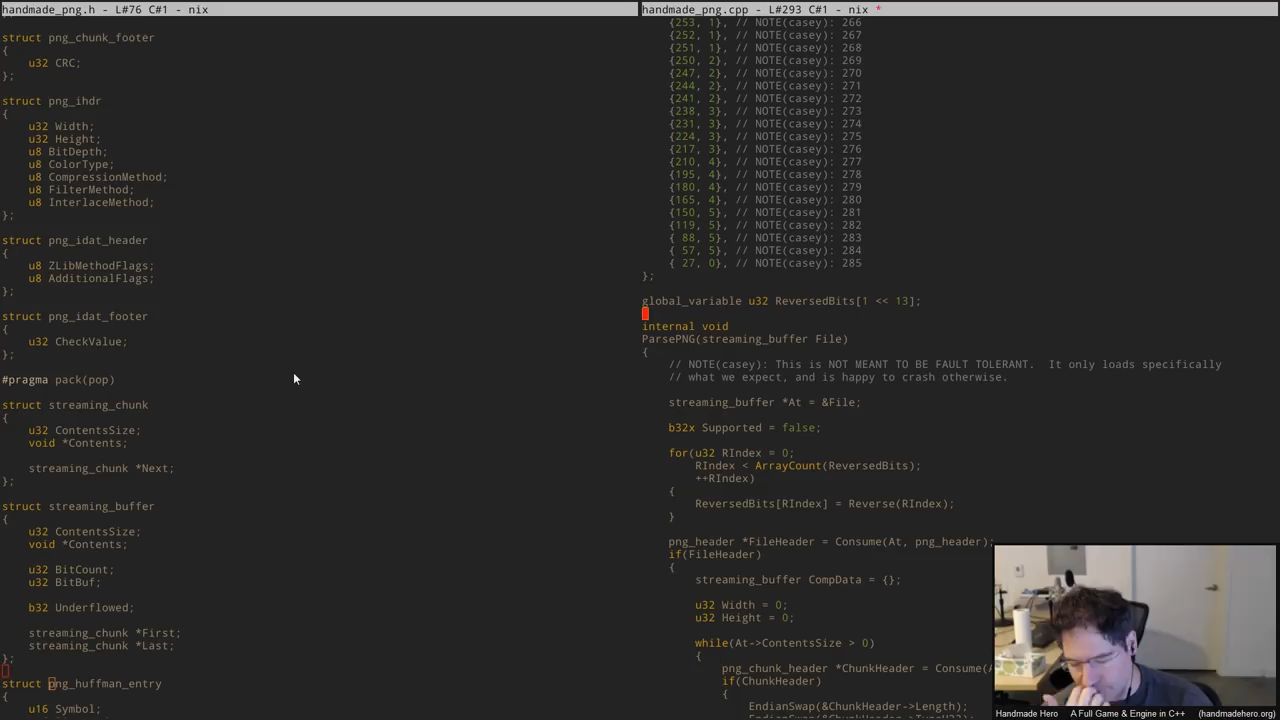 handmade_png.h - L#76 C#1 - nix
struct png_chunk_footer
{
u32 CRC;
};
struct png_ihdr
{
u32 Width;
u32 Height;
u8 BitDepth;
u8 ColorType;
u8 CompressionMethod;
u8 FilterMethod;
u8 InterlaceMethod;
};
struct png_idat_header
{
u8 ZLibMethodFlags;
u8 AdditionalFlags;
};
struct png_idat_footer
{
u32 CheckValue;
};
#pragma pack(pop)
struct streaming_chunk
{
u32 ContentsSize;
void *Contents;
streaming_chunk *Next;
};
struct streaming_buffer
{
u32 ContentsSize;
void *Contents;
u32 BitCount;
u32 BitBuf;
b32 Underflowed;
streaming_chunk *First;
streaming_chunk *Last;
};
struct png_huffman_entry
{
u16 Symbol;
handmade_png.cpp - L#293 C#1 - nix *
{253, 1}, // NOTE(casey): 266
{252, 1}, // NOTE(casey): 267
{251, 1}, // NOTE(casey): 268
{250, 2}, // NOTE(casey): 269
{247, 2}, // NOTE(casey): 270
{244, 2}, // NOTE(casey): 271
{241, 2}, // NOTE(casey): 272
{238, 3}, // NOTE(casey): 273
{231, 3}, // NOTE(casey): 274
{224, 3}, // NOTE(casey): 275
{217, 3}, // NOTE(casey): 276
{210, 4}, // NOTE(casey): 277
{195, 4}, // NOTE(casey): 278
{180, 4}, // NOTE(casey): 279
{165, 4}, // NOTE(casey): 280
{150, 5}, // NOTE(casey): 281
{119, 5}, // NOTE(casey): 282
{ 88, 5}, // NOTE(casey): 283
{ 57, 5}, // NOTE(casey): 284
{ 27, 0}, // NOTE(casey): 285
};
global_variable u32 ReversedBits[1 << 13];
internal void
ParsePNG(streaming_buffer File)
{
// NOTE(casey): This is NOT MEANT TO BE FAULT TOLERANT.  It only loads specifically
// what we expect, and is happy to crash otherwise.
streaming_buffer *At = &File;
b32x Supported = false;
for(u32 RIndex = 0;
RIndex < ArrayCount(ReversedBits);
++RIndex)
{
ReversedBits[RIndex] = Reverse(RIndex);
}
png_header *FileHeader = Consume(At, png_header);
if(FileHeader)
{
streaming_buffer CompData = {};
u32 Width = 0;
u32 Height = 0;
while(At->ContentsSize > 0)
{
png_chunk_header *ChunkHeader = Consume(A
if(ChunkHeader)
{
EndianSwap(&ChunkHeader->Length);
Handmade Hero    A Full Game & Engine in C++    (handmadehero.org)